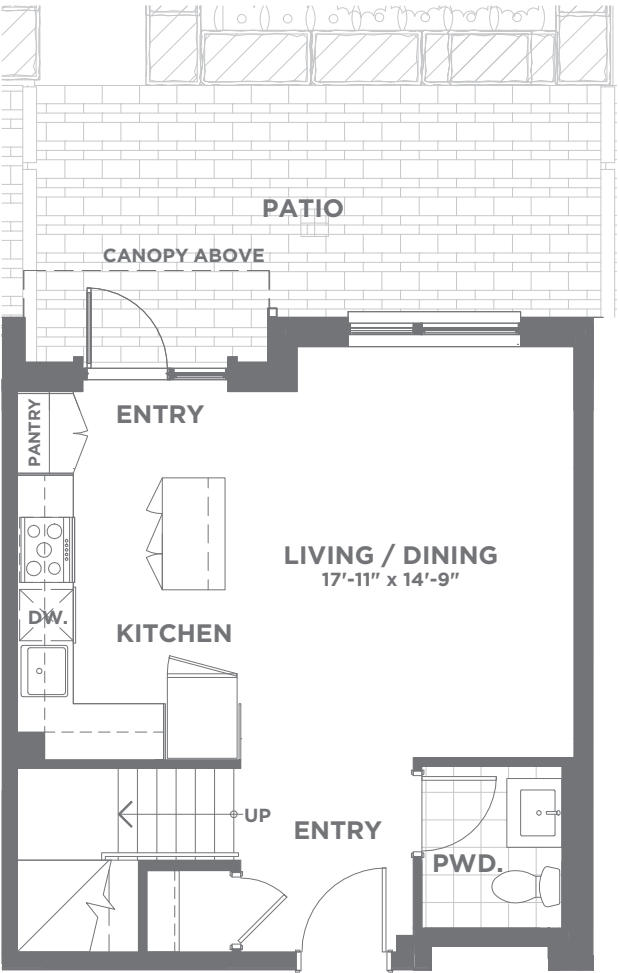 PATIO
CANOPY ABOVE
PANTRY
ENTRY
LIVING / DINING
17'-11" x 14'-9"
DW.
KITCHEN
UP
ENTRY
PWD.